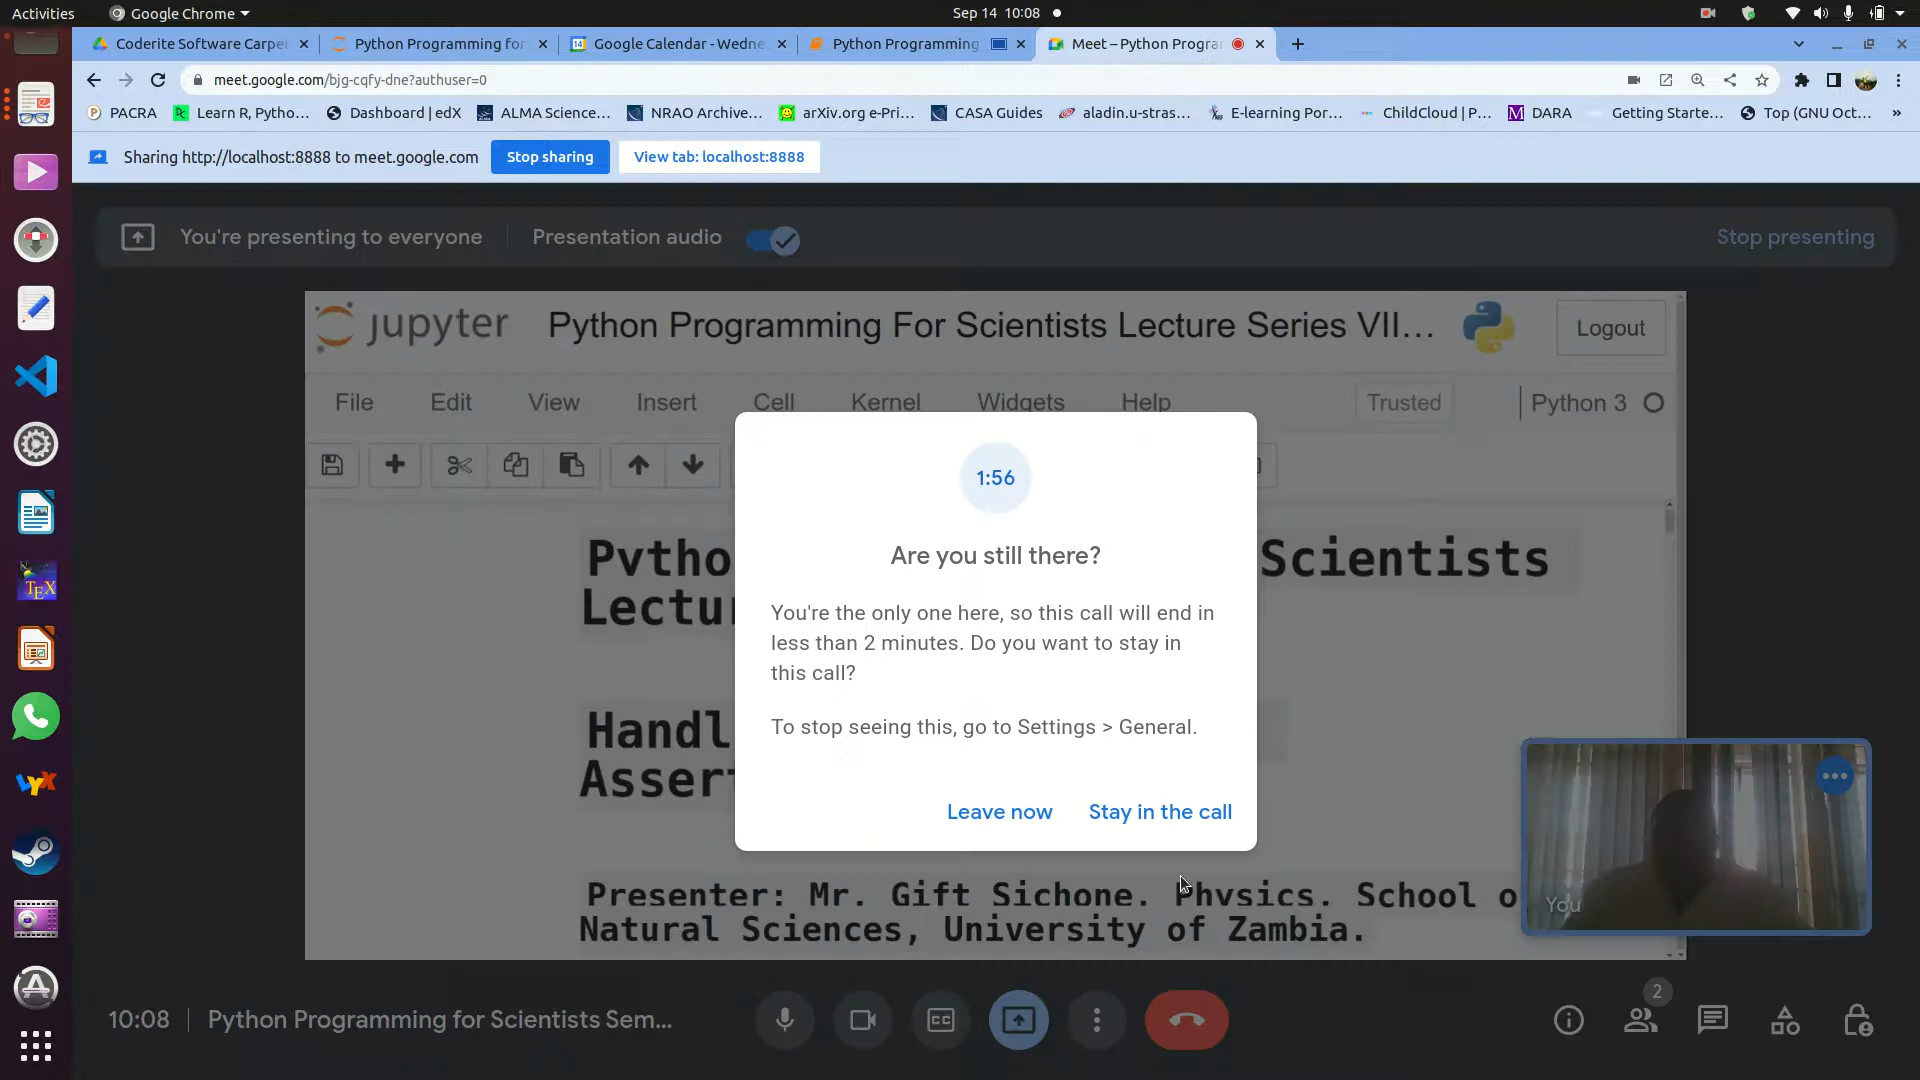 Activities
Google Chrome
Sep 14 10:08
Coderite Software Carpe
Python Programming for
Google Calendar - Wedne
Python Programming
Meet – Python Progra
meet.google.com/bjg-cqfy-dne?authuser=0
PACRA
Learn R, Pytho...
Dashboard | edX
ALMA Science...
NRAO Archive...
arXiv.org e-Pri...
CASA Guides
aladin.u-stras...
E-learning Por...
ChildCloud | P...
DARA
Getting Starte...
Top (GNU Oct...
»
Sharing http://localhost:8888 to meet.google.com
Stop sharing
View tab: localhost:8888
You're presenting to everyone
Presentation audio
Stop presenting
jupyter
Python Programming For Scientists Lecture Series VII...
Logout
File
Edit
View
Insert
Cell
Kernel
Widgets
Help
Trusted
Python 3
1:56
Are you still there?
You're the only one here, so this call will end in
less than 2 minutes. Do you want to stay in
this call?
To stop seeing this, go to Settings > General.
Leave now
Stay in the call
Pytho
Scientists
Lectu
Handl
Asser
Presenter: Mr. Gift Sichone, Physics, School o
Natural Sciences, University of Zambia.
You
TEX
LYX
10:08
Python Programming for Scientists Sem...
2